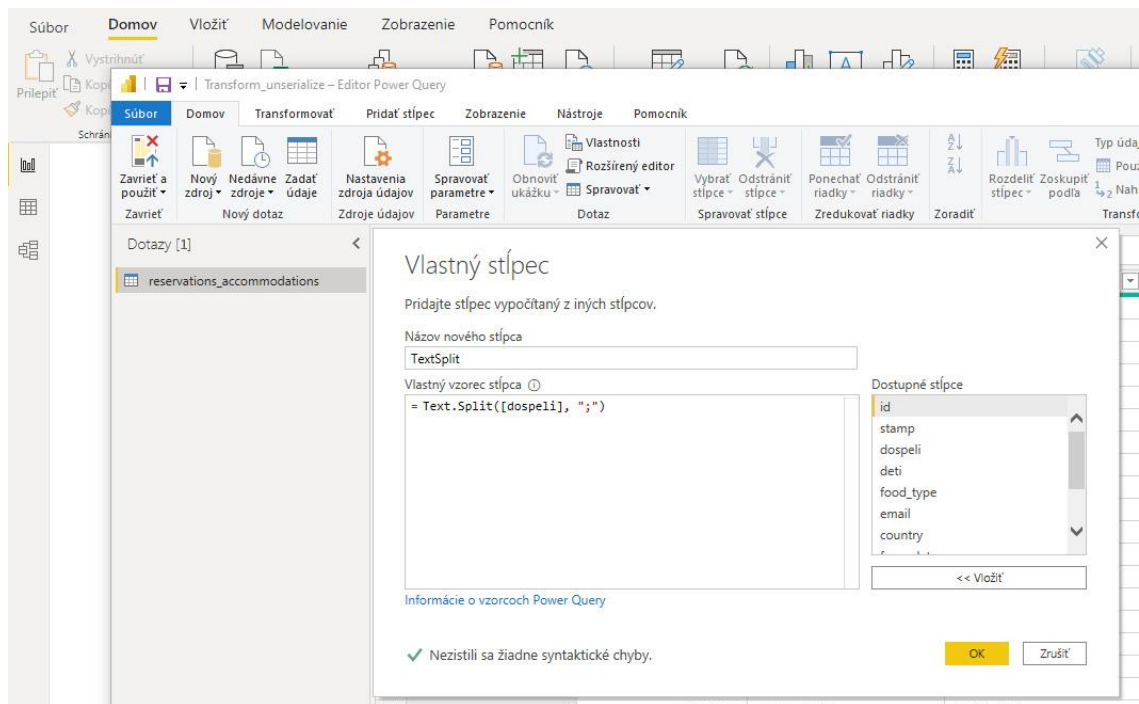 Súbor Domov Vložiť Modelovanie Zobrazenie Pomocník
Vystrihnúť
Prilepiť
Transform_unserialize – Editor Power Query
Súbor Domov Transformovať Pridať stĺpec Zobrazenie Nástroje Pomocník
Zavrieť a použiť
Nový zdroj
Nedávne zdroje
Zadať údaje
Nastavenia zdroja údajov
Spravovať parametre
Obnoviť ukážku
Vlastnosti
Rozšírený editor
Spravovať
Vybrať stĺpce
Odstrániť stĺpce
Ponechať riadky
Odstrániť riadky
Rozdeliť stĺpec
Zoskupiť podľa
Typ
Zavrieť Nový dotaz Zdroje údajov Parametre Dotaz Spravovať stĺpce Zredukovať riadky Zoradiť
Dotazy [1]
reservations_accommodations
Vlastný stĺpec
Pridajte stĺpec vypočítaný z iných stĺpcov.
Názov nového stĺpca
TextSplit
Vlastný vzorec stĺpca
= Text.Split([dospeli], ";")
Dostupné stĺpce
id
stamp
dospeli
deti
food_type
email
country
<< Vložiť
Informácie o vzorcoch Power Query
Nezistili sa žiadne syntaktické chyby.
OK
Zrušiť